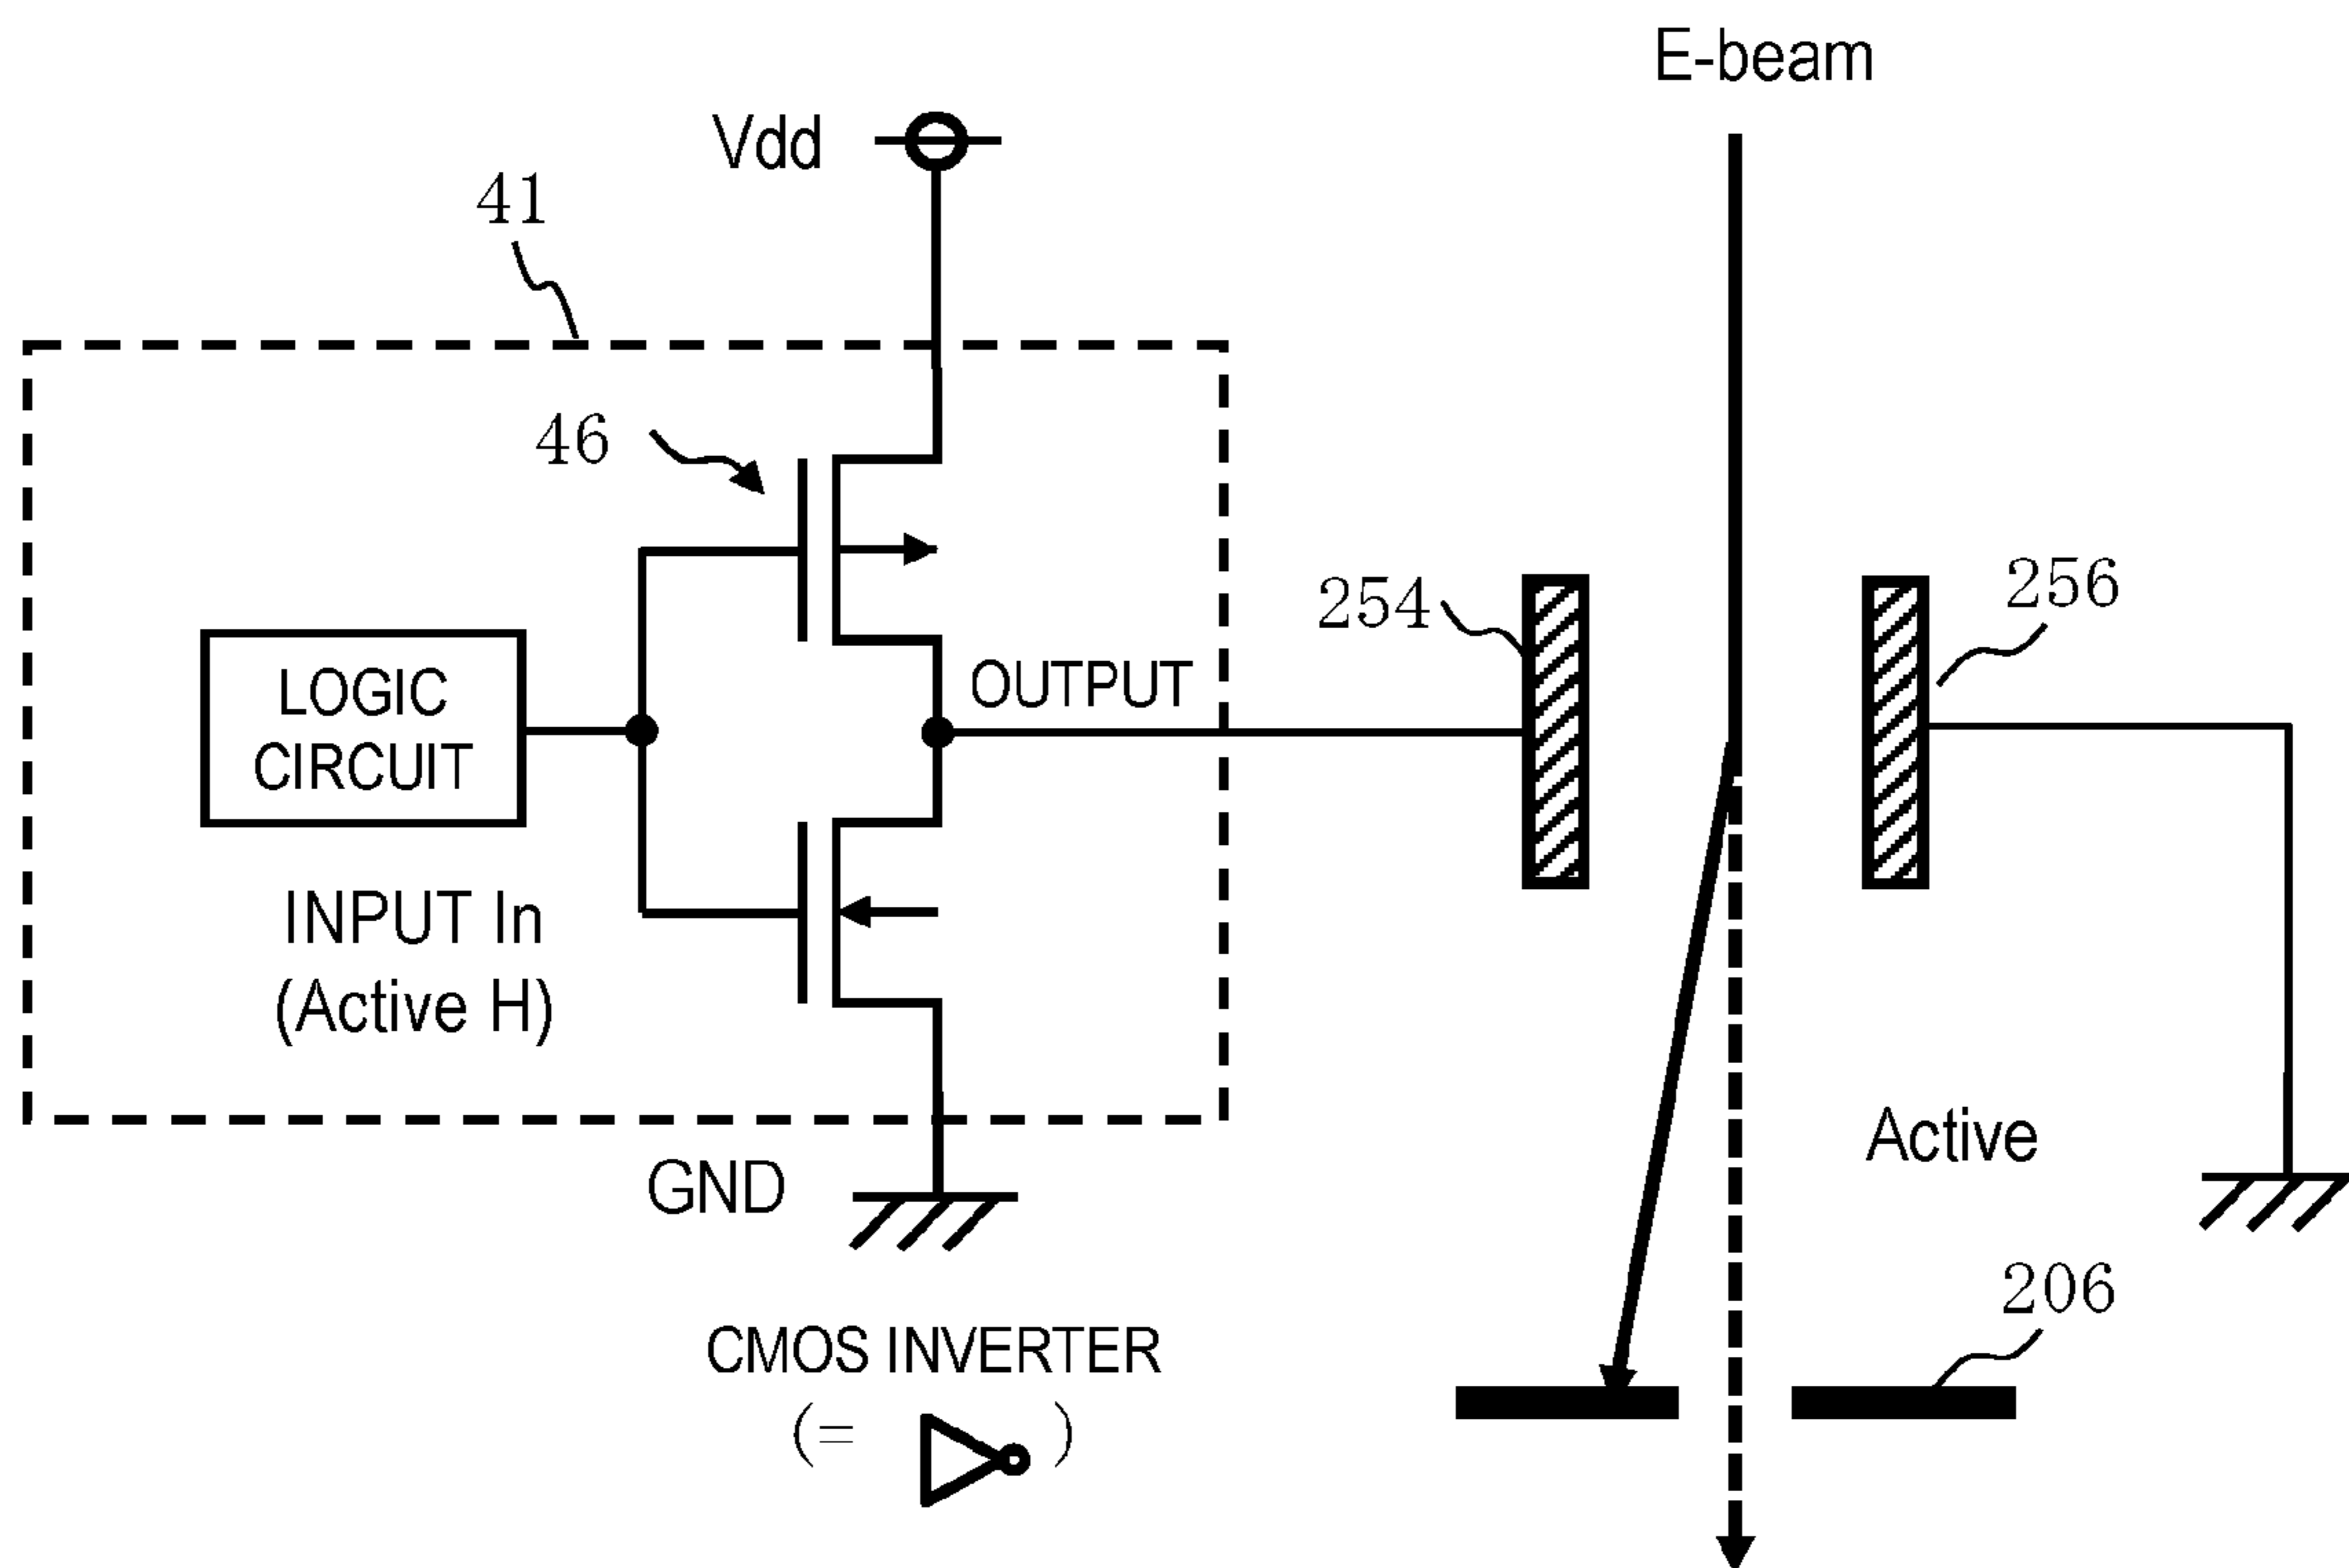 E-beam
Vdd
41
46
254
256
LOGIC
CIRCUIT
OUTPUT
INPUT In
(Active H)
Active
GND
206
CMOS INVERTER
(= )